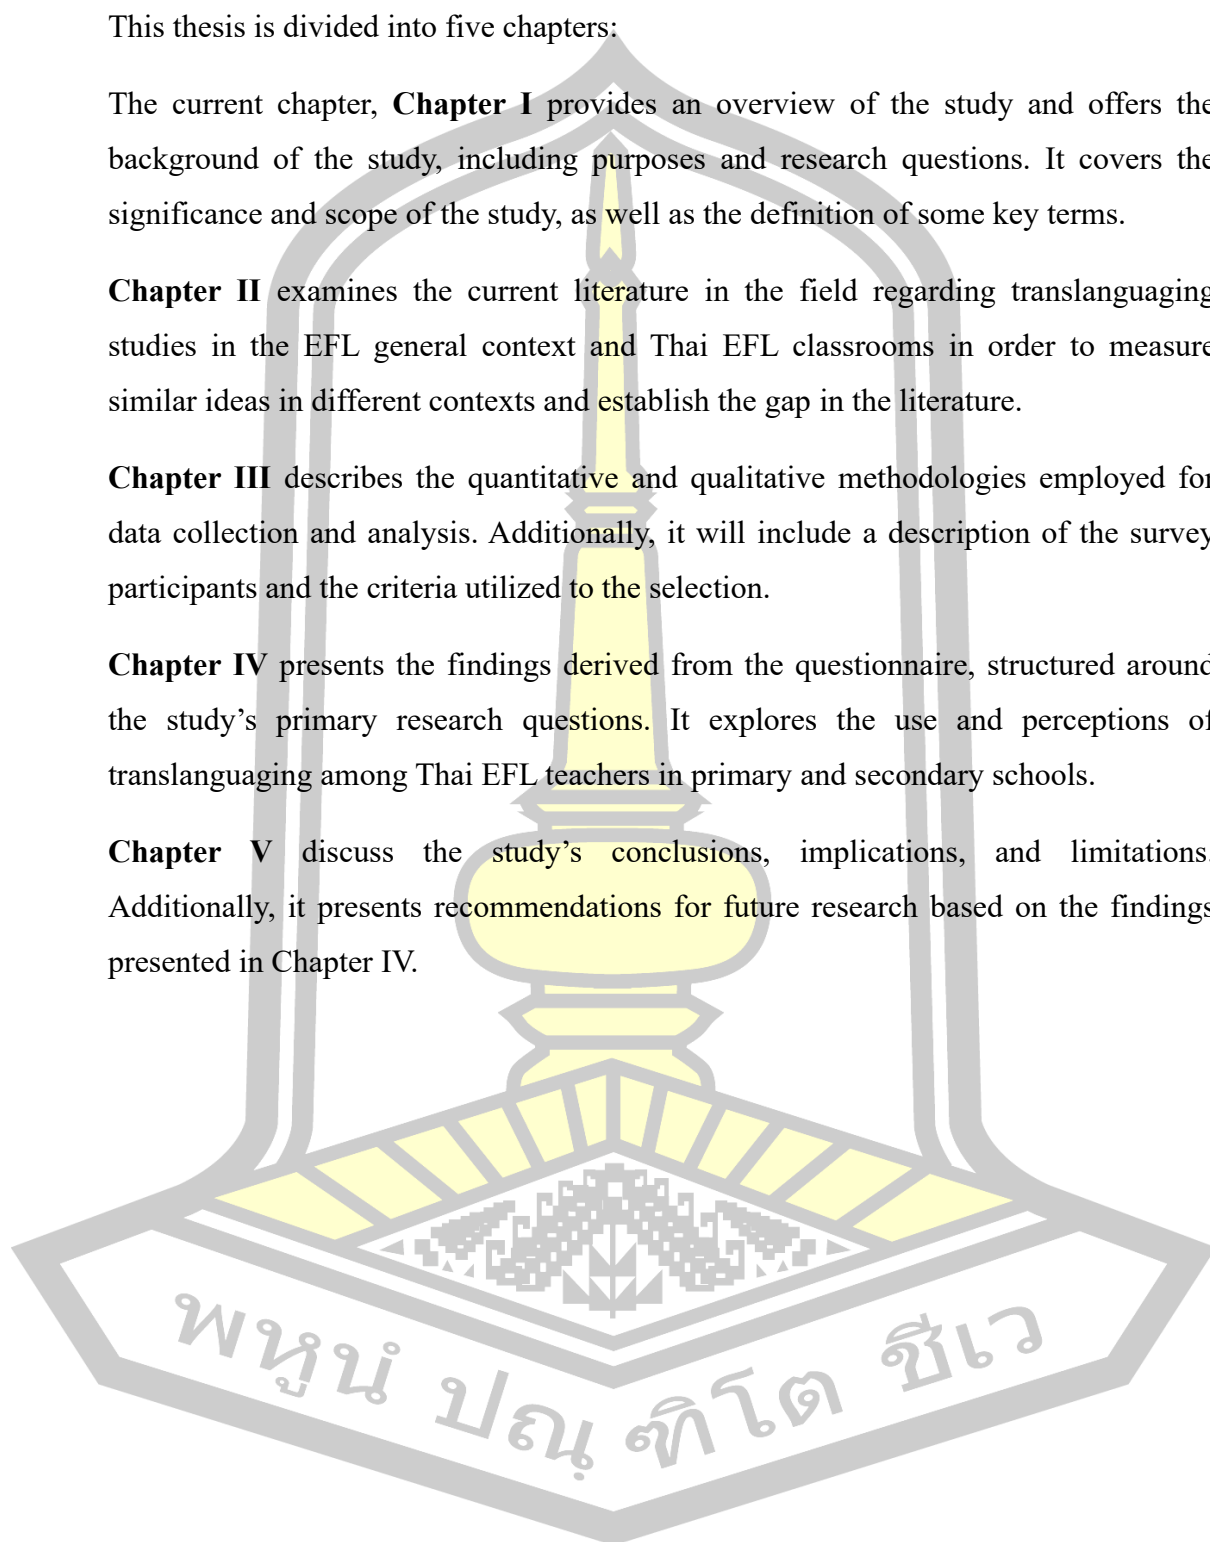 This thesis is divided into five chapters:
The current chapter, Chapter I provides an overview of the study and offers the
background of the study, including purposes and research questions. It covers the
significance and scope of the study, as well as the definition of some key terms.
Chapter II examines the current literature in the field regarding translanguaging
studies in the EFL general context and Thai EFL classrooms in order to measure
similar ideas in different contexts and establish the gap in the literature.
Chapter III describes the quantitative and qualitative methodologies employed for
data collection and analysis. Additionally, it will include a description of the survey
participants and the criteria utilized to the selection.
Chapter IV presents the findings derived from the questionnaire, structured around
the study’s primary research questions. It explores the use and perceptions of
translanguaging among Thai EFL teachers in primary and secondary schools.
Chapter V discuss the study’s conclusions, implications, and limitations.
Additionally, it presents recommendations for future research based on the findings
presented in Chapter IV.
พหูนํ ปณฺ ฑิโต ชีเว